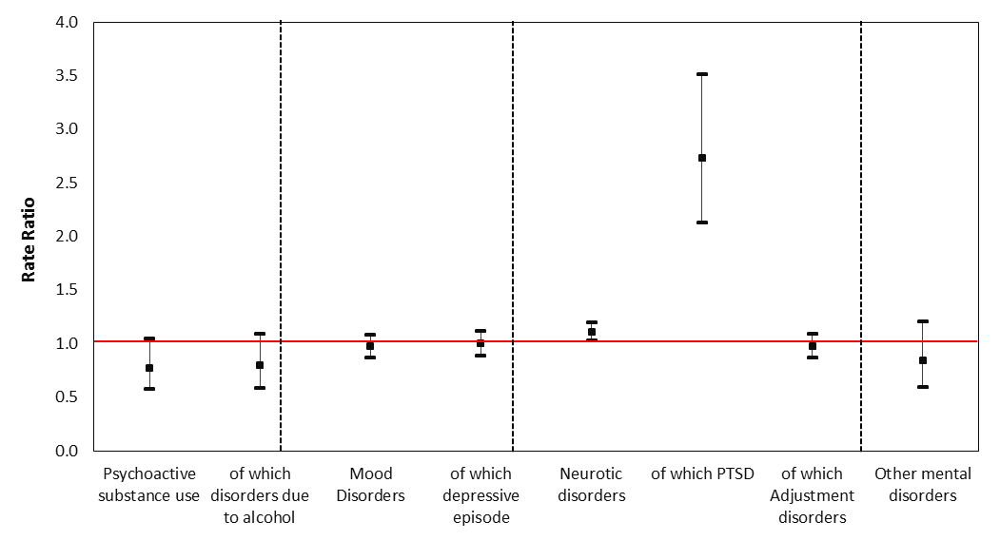 4.0
3.5
3.0
2.5
2.0
1.5
1.0
0.5
0.0
Rate Ratio
Psychoactive
substance use
of which
disorders due
to alcohol
Mood
Disorders
of which
depressive
episode
Neurotic
disorders
of which PTSD
of which
Adjustment
disorders
Other mental
disorders